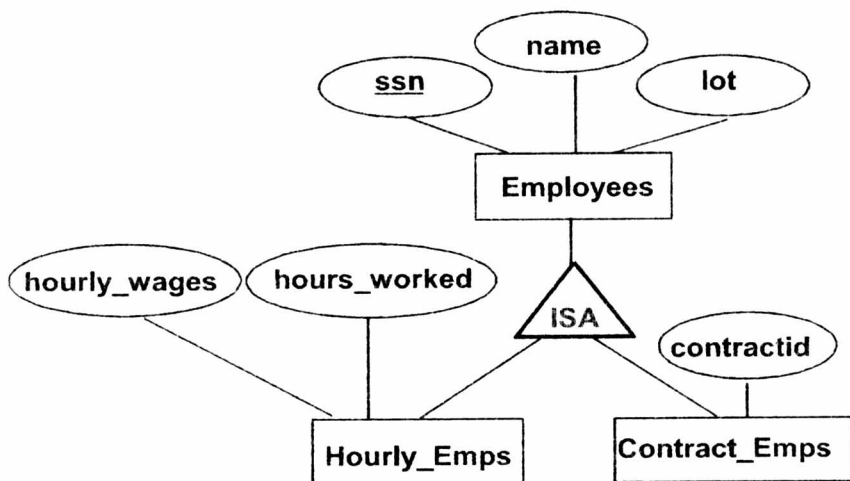 name
ssn
lot
Employees
hourly_wages
hours_worked
ISA
contractid
Hourly_Emps
Contract_Emps